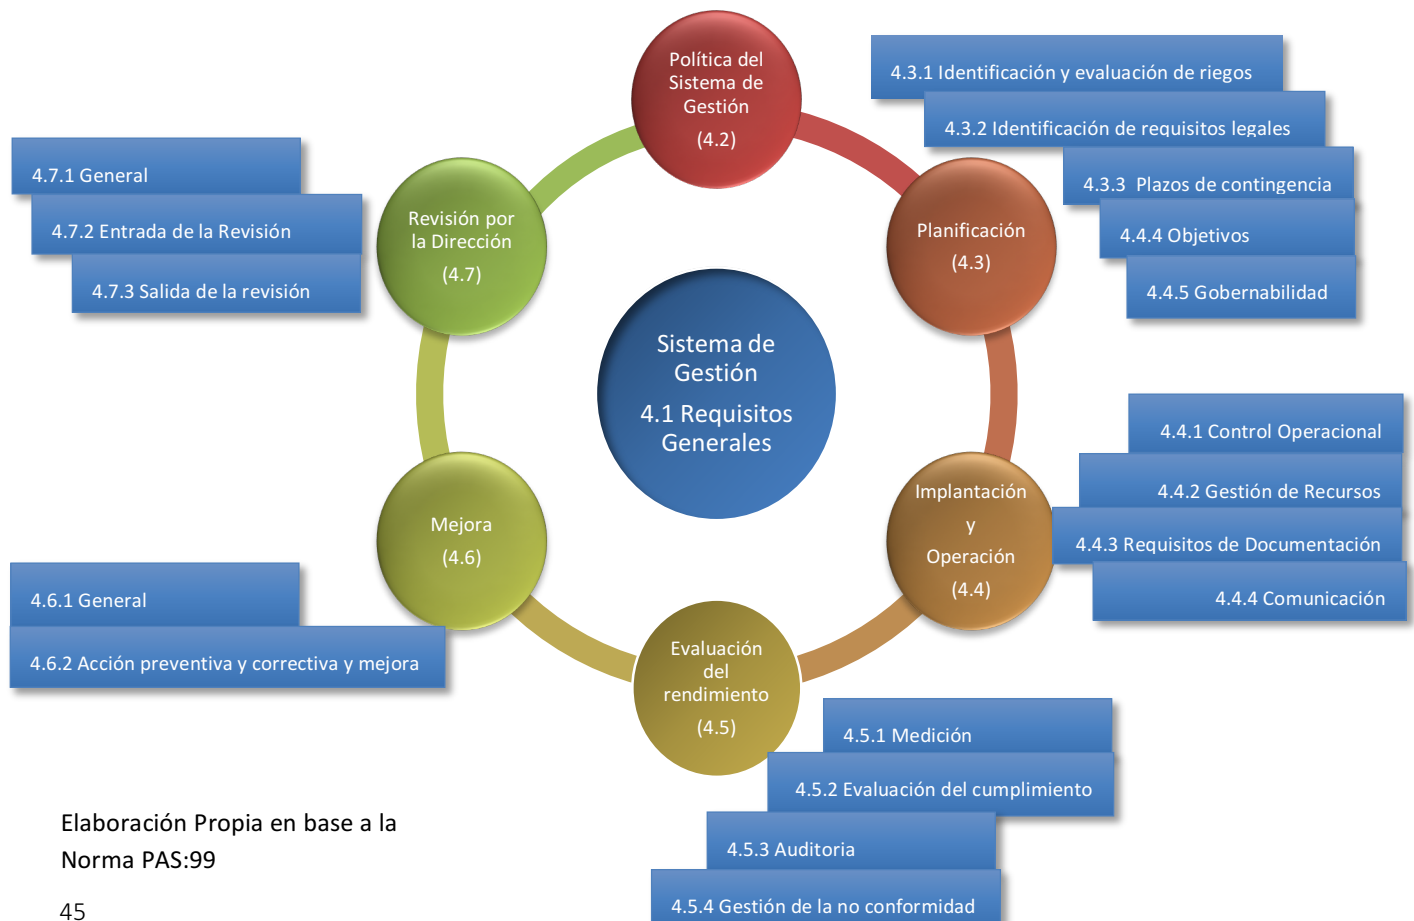 Política del
Sistema de
Gestión
(4.2)
4.3.1 Identificación y evaluación de riegos
4.3.2 Identificación de requisitos legales
4.3.3 Plazos de contingencia
4.4.4 Objetivos
4.4.5 Gobernabilidad
Planificación
(4.3)
4.7.1 General
4.7.2 Entrada de la Revisión
4.7.3 Salida de la revisión
Revisión por
la Dirección
(4.7)
Sistema de
Gestión
4.1 Requisitos
Generales
4.4.1 Control Operacional
4.4.2 Gestión de Recursos
4.4.3 Requisitos de Documentación
4.4.4 Comunicación
Implantación
y
Operación
(4.4)
Mejora
(4.6)
4.6.1 General
4.6.2 Acción preventiva y correctiva y mejora
Evaluación
del
rendimiento
(4.5)
4.5.1 Medición
4.5.2 Evaluación del cumplimiento
4.5.3 Auditoria
4.5.4 Gestión de la no conformidad
Elaboración Propia en base a la
Norma PAS:99
45